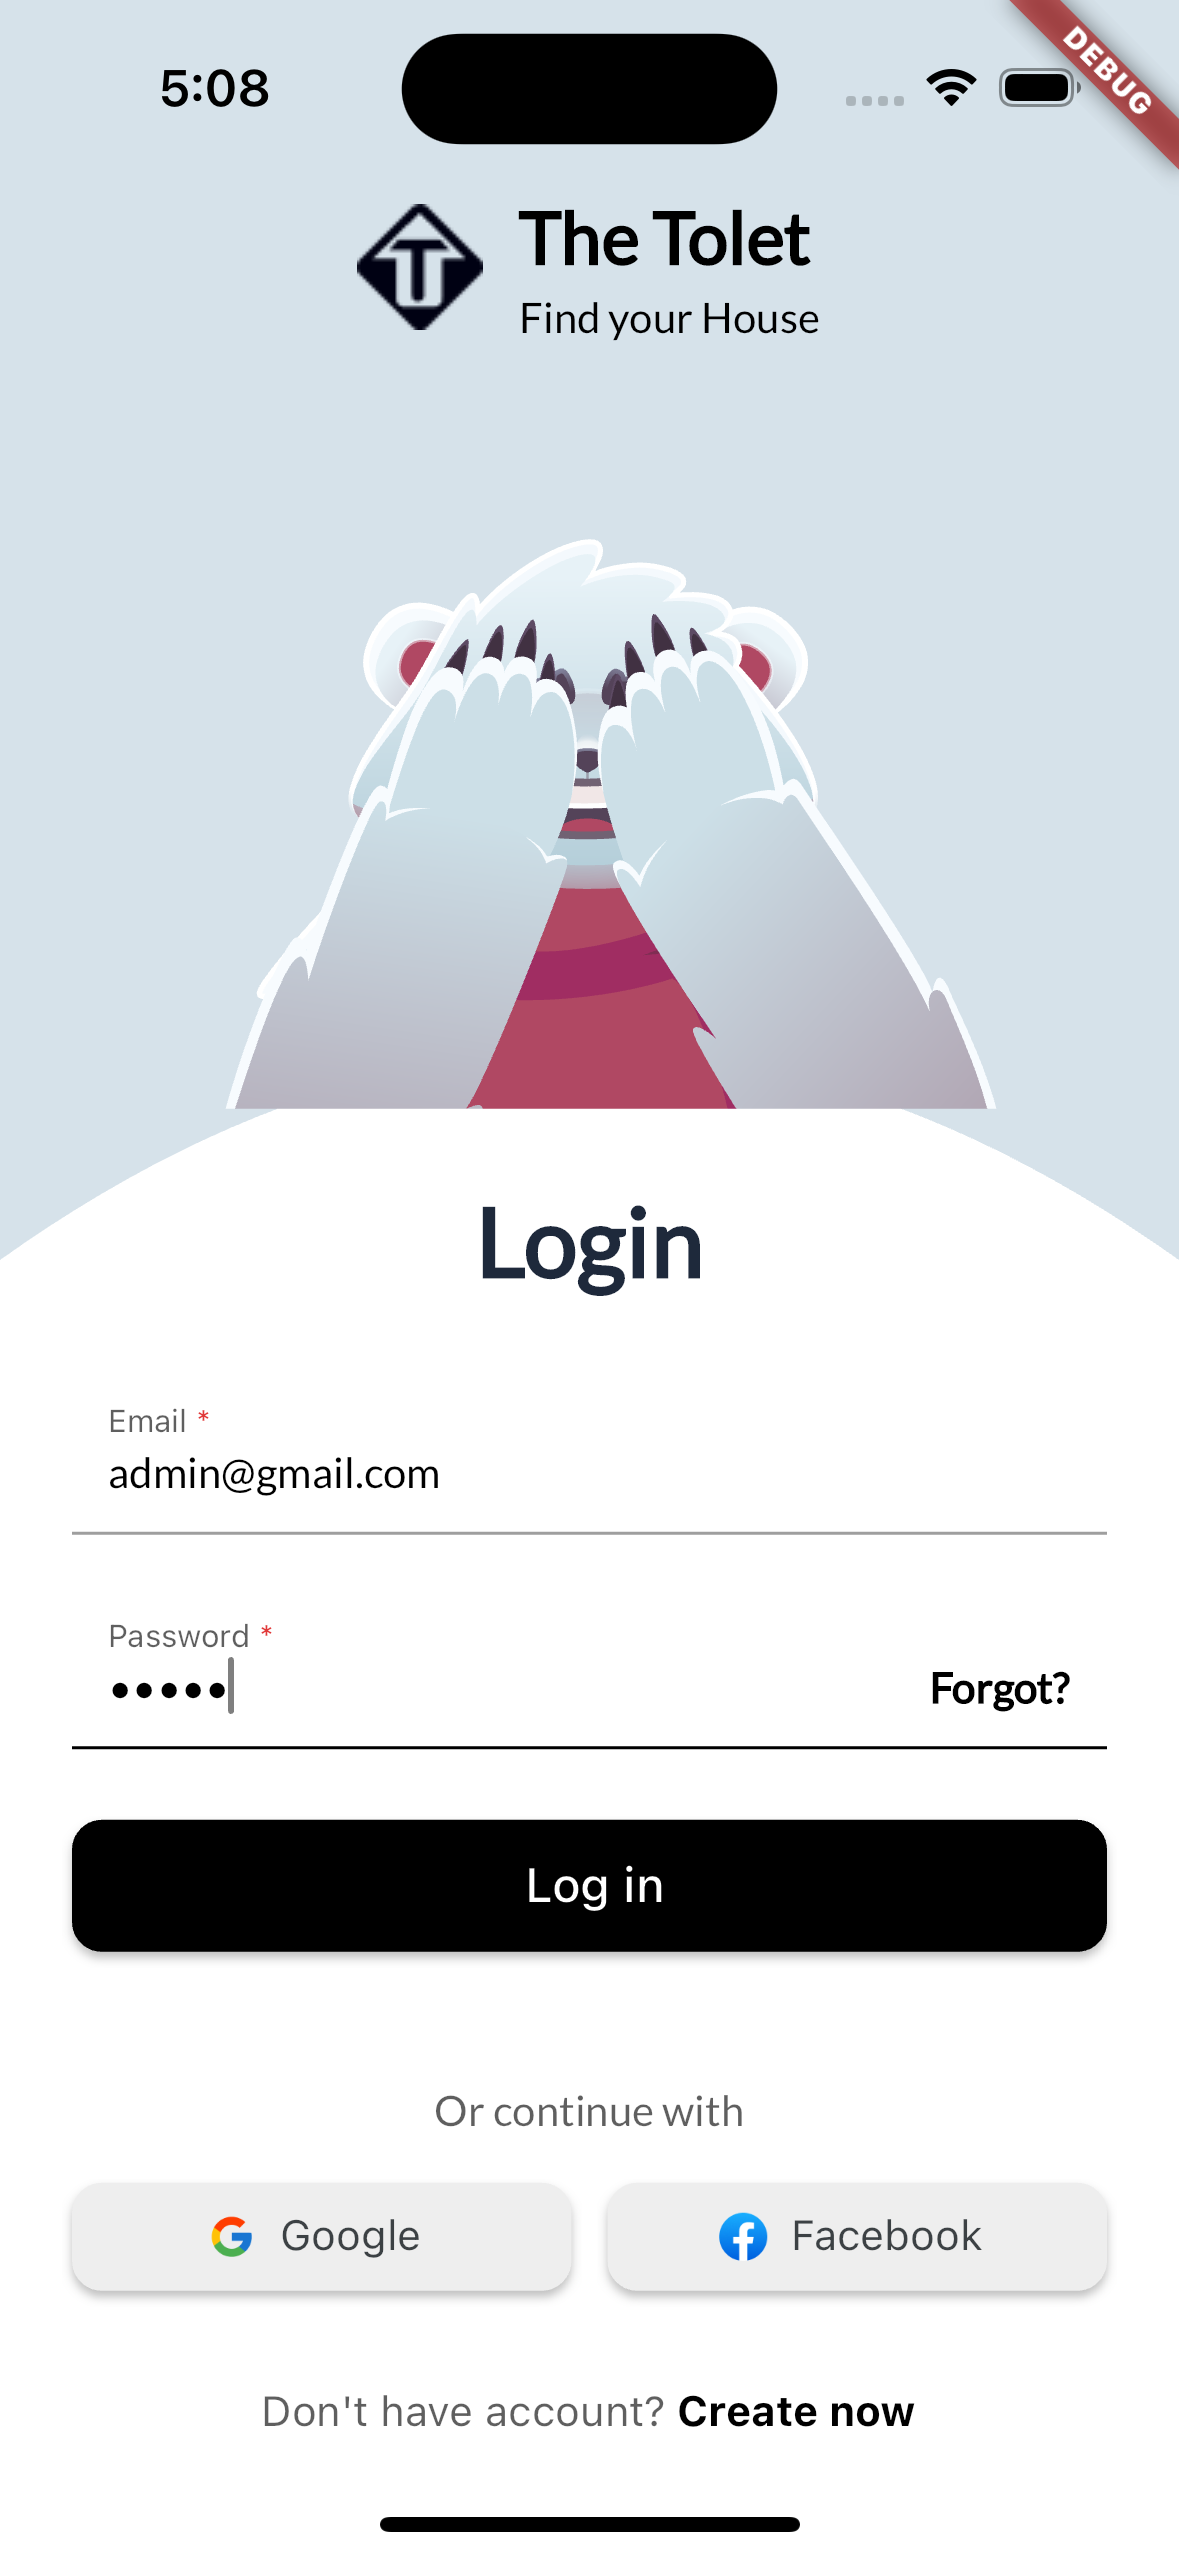 5:08
DEBUG
The Tolet
Find your House
Login
Email *
admin@gmail.com
Password *
•••••
Forgot?
Log in
Or continue with
Google
Facebook
Don't have account? Create now